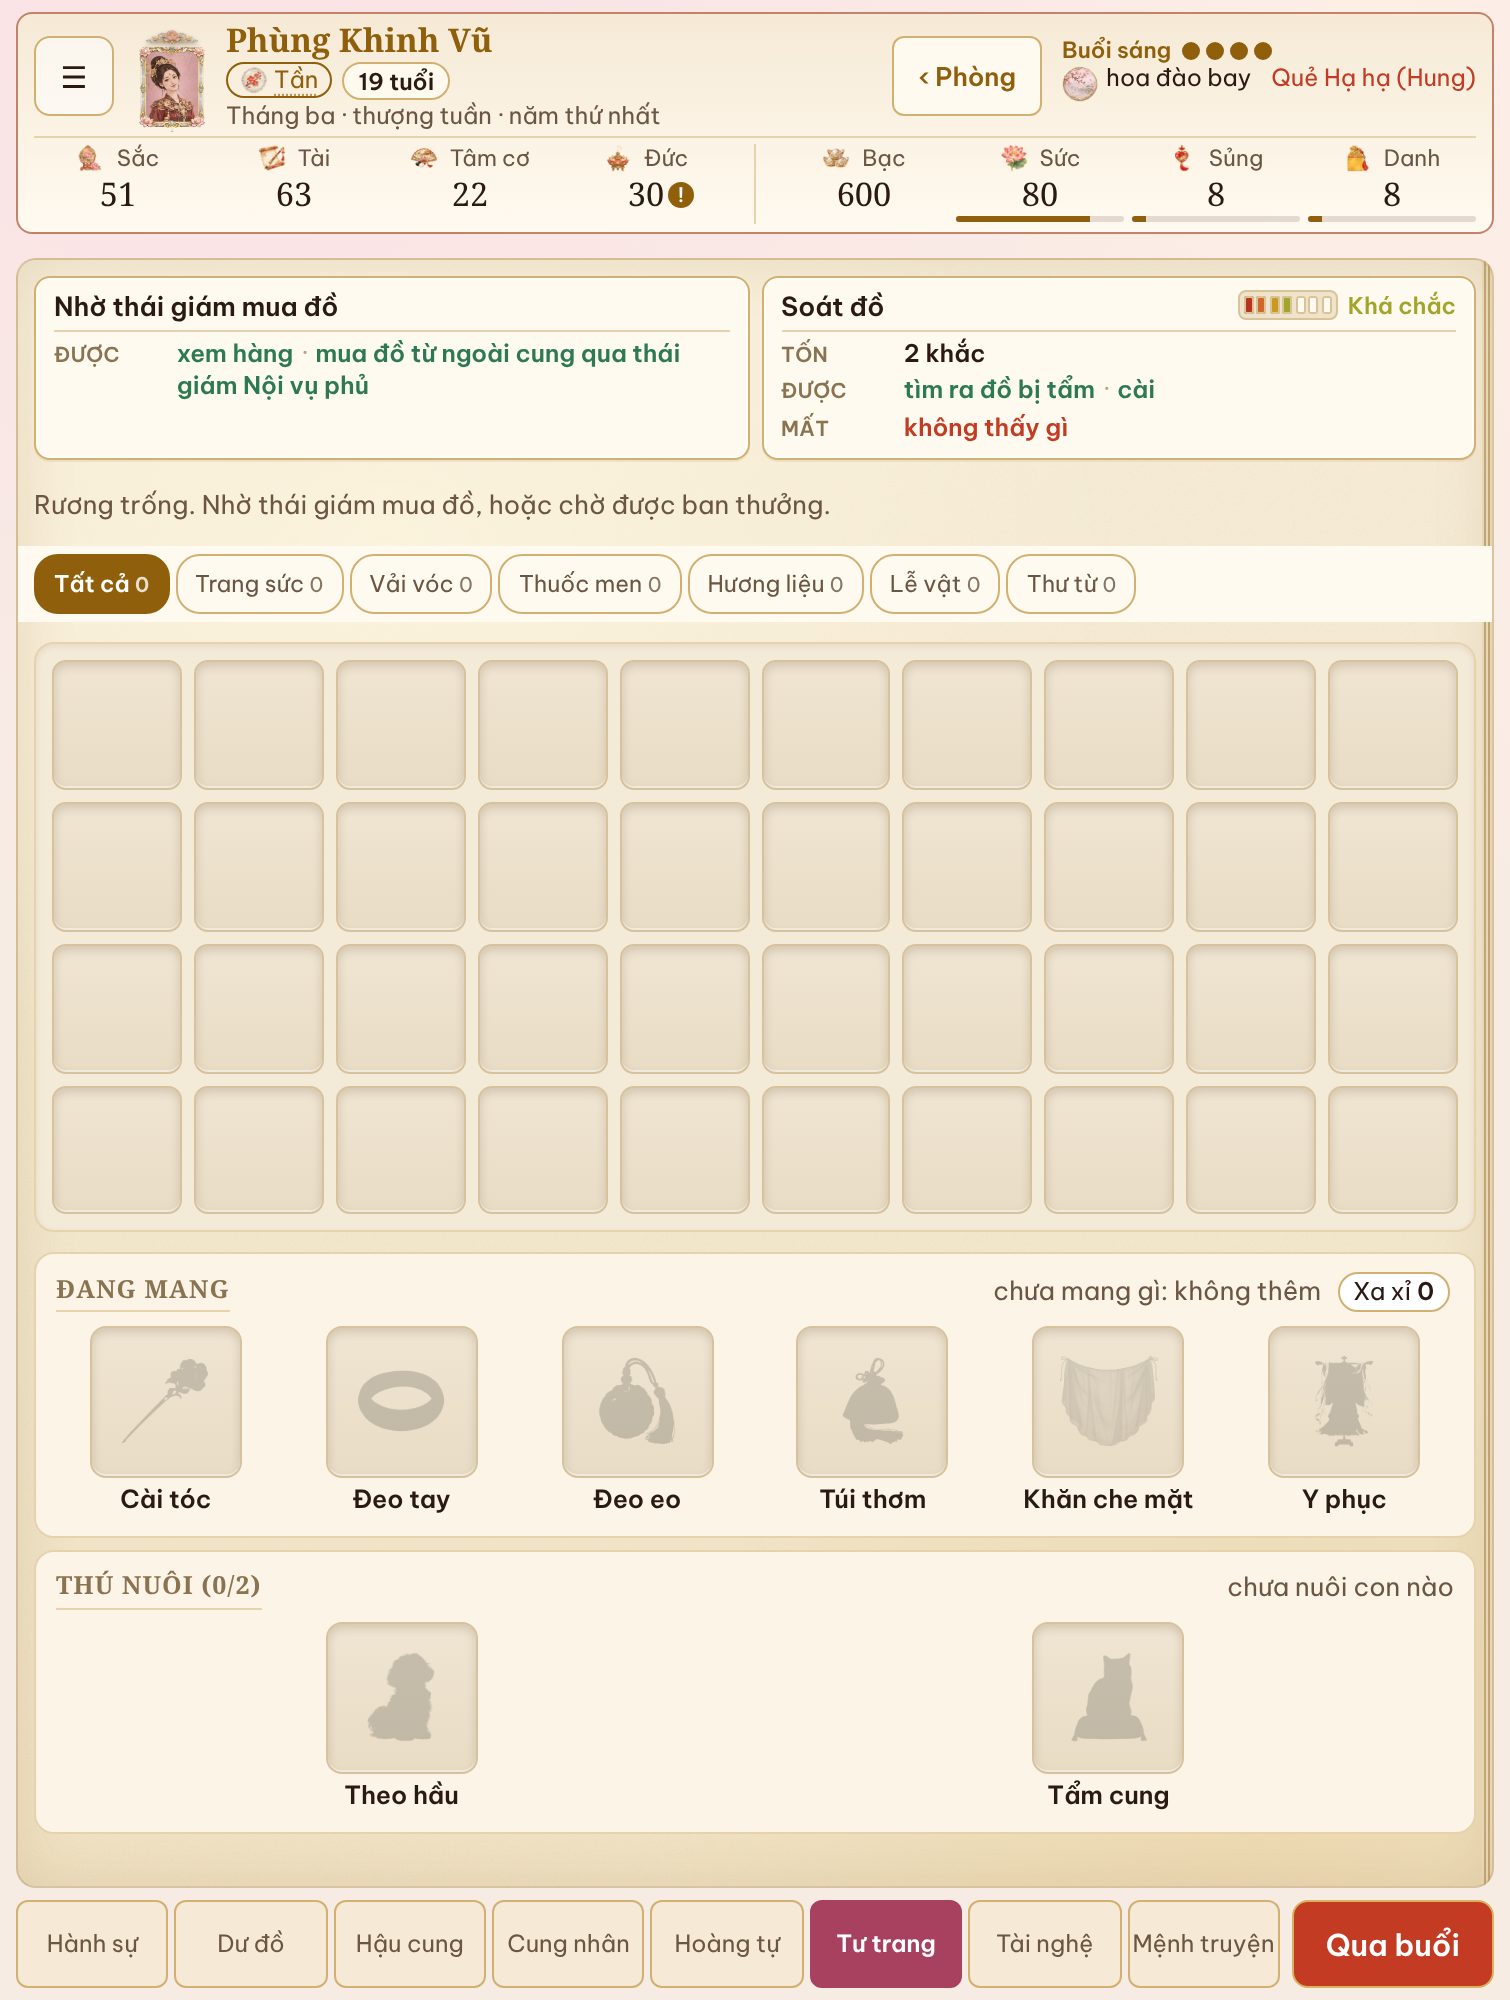 ☰
Phùng Khinh Vũ
Tần
19 tuổi
Tháng ba · thượng tuần · năm thứ nhất
‹ Phòng
Buổi sáng
hoa đào bay
Quẻ Hạ hạ (Hung)
Sắc
51
Tài
63
Tâm cơ
22
Đức
30 !
Bạc
600
Sức
80
Sủng
8
Danh
8
Nhờ thái giám mua đồ
ĐƯỢC xem hàng · mua đồ từ ngoài cung qua thái
giám Nội vụ phủ
Soát đồ
Khá chắc
TỐN 2 khắc
ĐƯỢC tìm ra đồ bị tẩm · cài
MẤT không thấy gì
Rương trống. Nhờ thái giám mua đồ, hoặc chờ được ban thưởng.
Tất cả 0
Trang sức 0
Vải vóc 0
Thuốc men 0
Hương liệu 0
Lễ vật 0
Thư từ 0
ĐANG MANG
chưa mang gì: không thêm
Xa xỉ 0
Cài tóc
Đeo tay
Đeo eo
Túi thơm
Khăn che mặt
Y phục
THÚ NUÔI (0/2)
chưa nuôi con nào
Theo hầu
Tẩm cung
Hành sự
Dư đồ
Hậu cung
Cung nhân
Hoàng tự
Tư trang
Tài nghệ
Mệnh truyện
Qua buổi